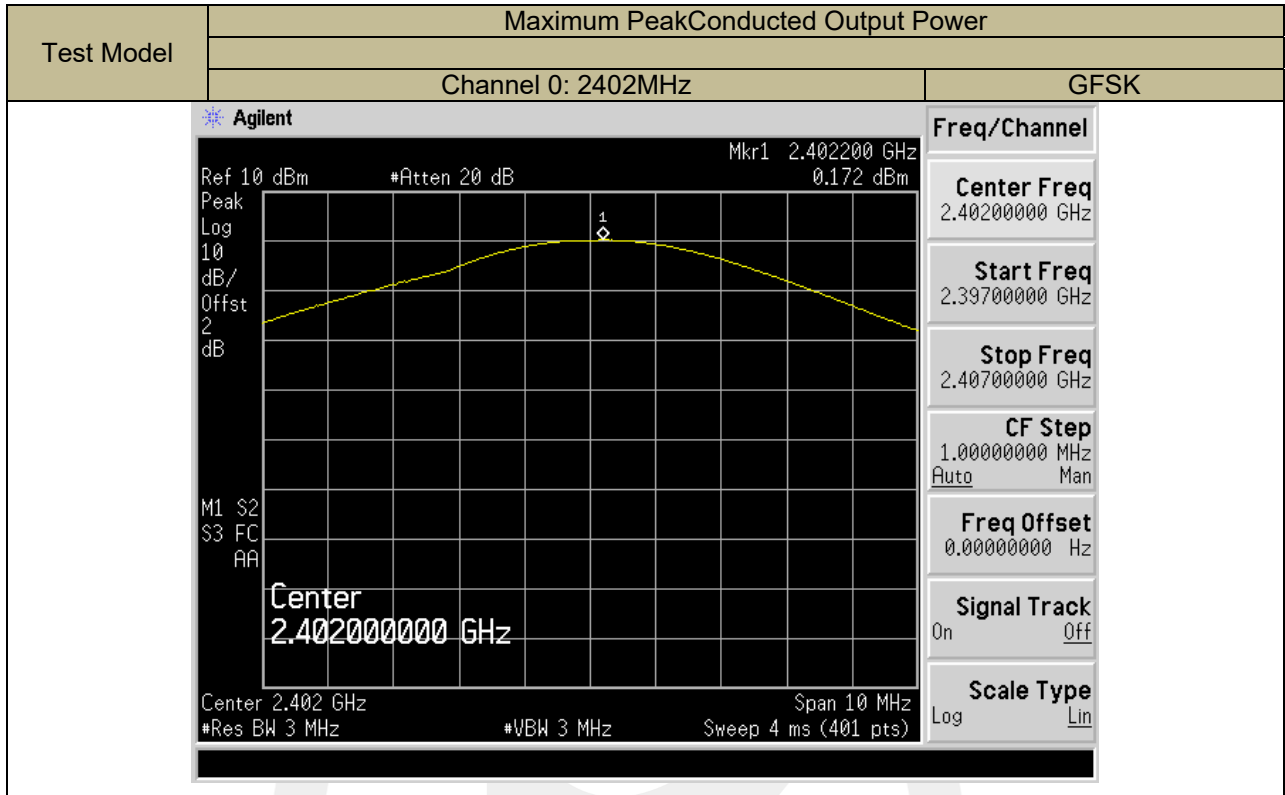 Test Model
Maximum PeakConducted Output Power
Channel 0: 2402MHz
GFSK
Agilent
Mkr1 2.402200 GHz
0.172 dBm
Ref 10 dBm
#Atten 20 dB
Peak
Log
10
dB/
Offst
2
dB
1
M1 S2
S3 FC
AA
Center
2.402000000 GHz
Center 2.402 GHz
Span 10 MHz
#Res BW 3 MHz
#VBW 3 MHz
Sweep 4 ms (401 pts)
Freq/Channel
Center Freq
2.40200000 GHz
Start Freq
2.39700000 GHz
Stop Freq
2.40700000 GHz
CF Step
1.00000000 MHz
Auto Man
Freq Offset
0.00000000 Hz
Signal Track
On Off
Scale Type
Log Lin